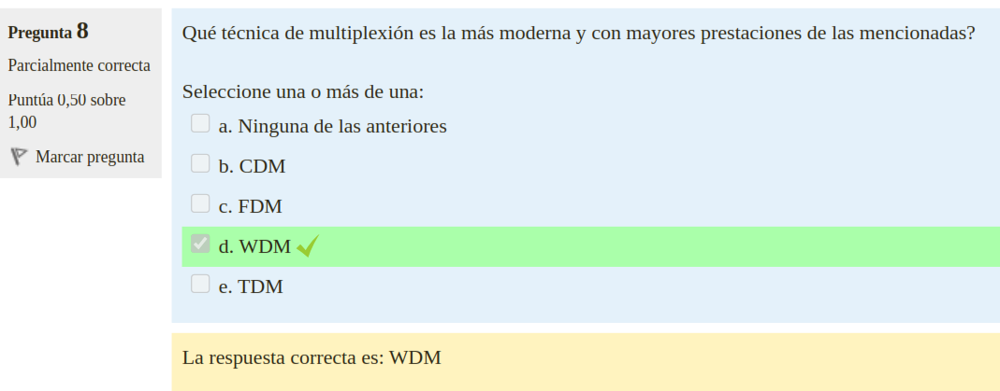 Pregunta 8
Parcialmente correcta
Puntúa 0,50 sobre
1,00
Marcar pregunta
Qué técnica de multiplexión es la más moderna y con mayores prestaciones de las mencionadas?
Seleccione una o más de una:
a. Ninguna de las anteriores
b. CDM
c. FDM
d. WDM
e. TDM
La respuesta correcta es: WDM